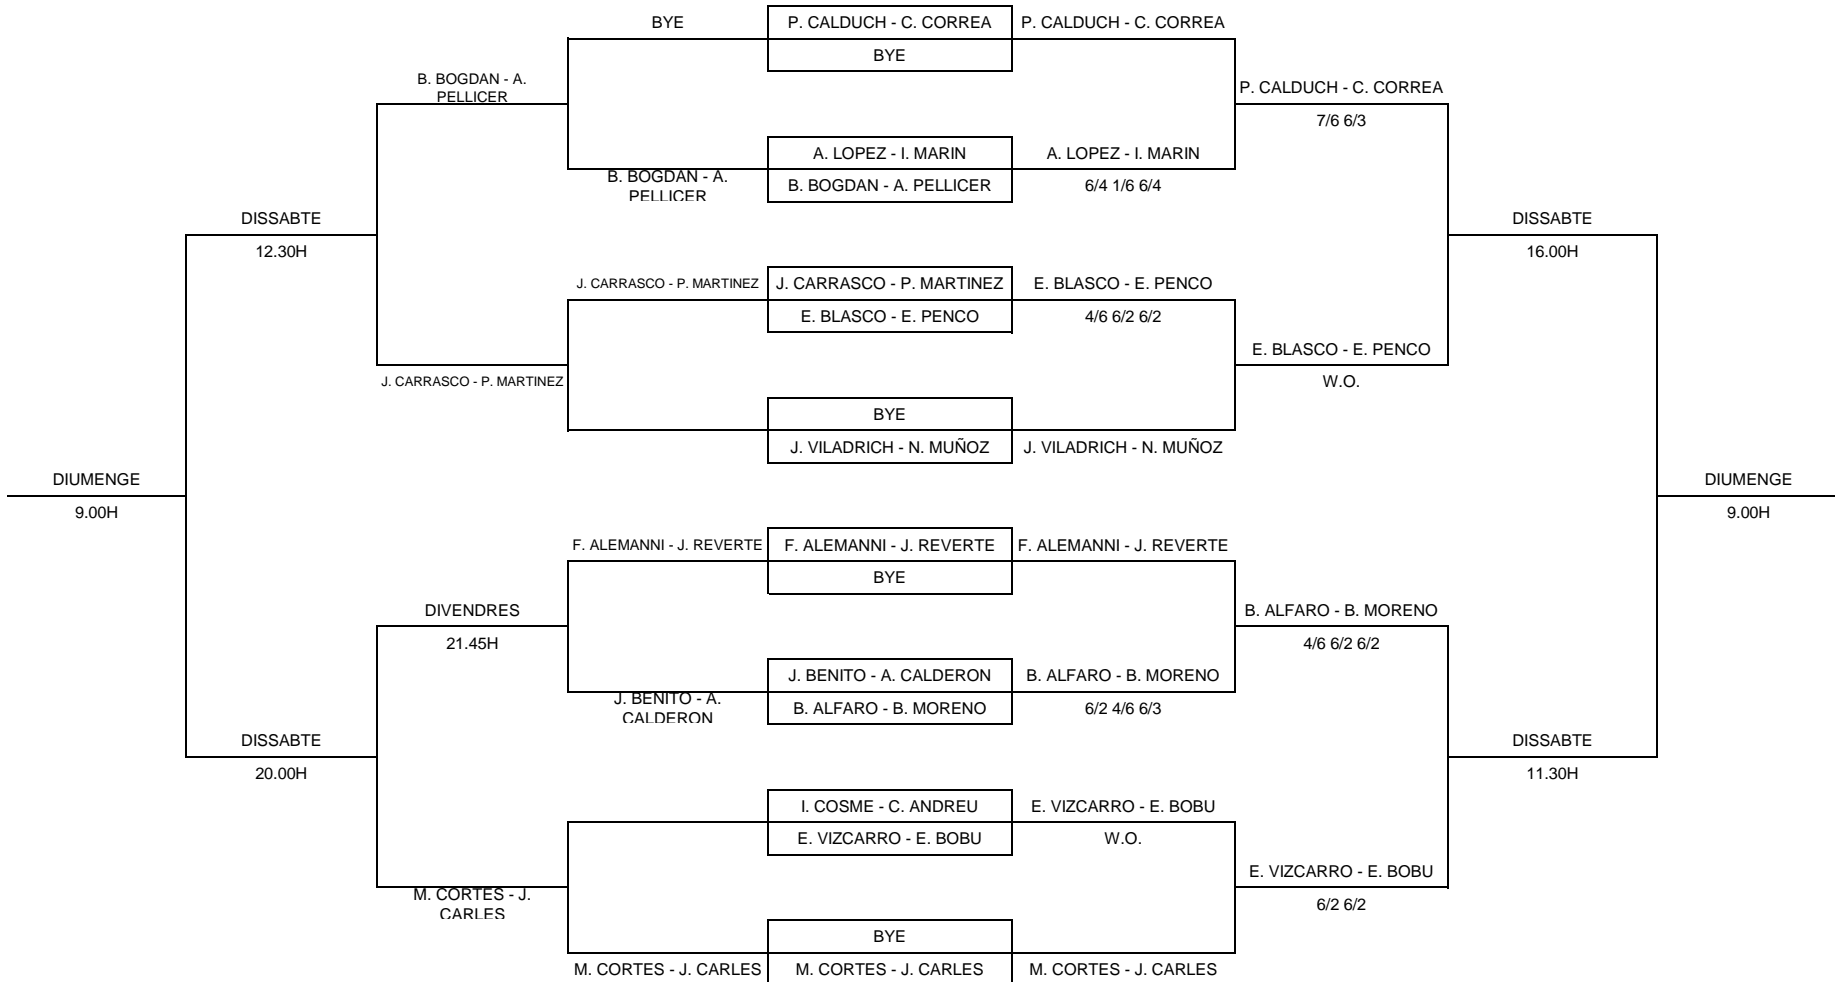 BYE
P. CALDUCH - C. CORREA
P. CALDUCH - C. CORREA
BYE
B. BOGDAN - A.
PELLICER
P. CALDUCH - C. CORREA
7/6 6/3
A. LOPEZ - I. MARIN
A. LOPEZ - I. MARIN
B. BOGDAN - A.
PELLICER
B. BOGDAN - A. PELLICER
6/4 1/6 6/4
DISSABTE
12.30H
DISSABTE
16.00H
J. CARRASCO - P. MARTINEZ
J. CARRASCO - P. MARTINEZ
E. BLASCO - E. PENCO
E. BLASCO - E. PENCO
4/6 6/2 6/2
J. CARRASCO - P. MARTINEZ
E. BLASCO - E. PENCO
W.O.
BYE
J. VILADRICH - N. MUÑOZ
J. VILADRICH - N. MUÑOZ
DIUMENGE
9.00H
DIUMENGE
9.00H
F. ALEMANNI - J. REVERTE
F. ALEMANNI - J. REVERTE
F. ALEMANNI - J. REVERTE
BYE
DIVENDRES
21.45H
B. ALFARO - B. MORENO
4/6 6/2 6/2
J. BENITO - A. CALDERON
B. ALFARO - B. MORENO
J. BENITO - A.
CALDERON
B. ALFARO - B. MORENO
6/2 4/6 6/3
DISSABTE
20.00H
DISSABTE
11.30H
I. COSME - C. ANDREU
E. VIZCARRO - E. BOBU
E. VIZCARRO - E. BOBU
W.O.
M. CORTES - J.
CARLES
E. VIZCARRO - E. BOBU
6/2 6/2
BYE
M. CORTES - J. CARLES
M. CORTES - J. CARLES
M. CORTES - J. CARLES